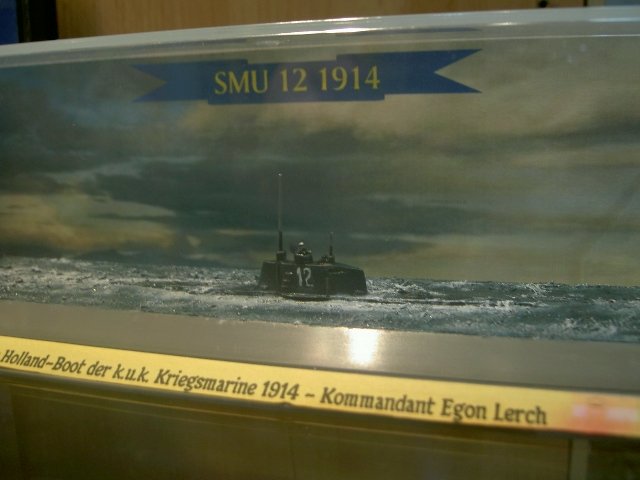 SMU 12 1914
12
Holland-Boot der k.u.k. Kriegsmarine 1914 ~ Kommandant Egon Lerch